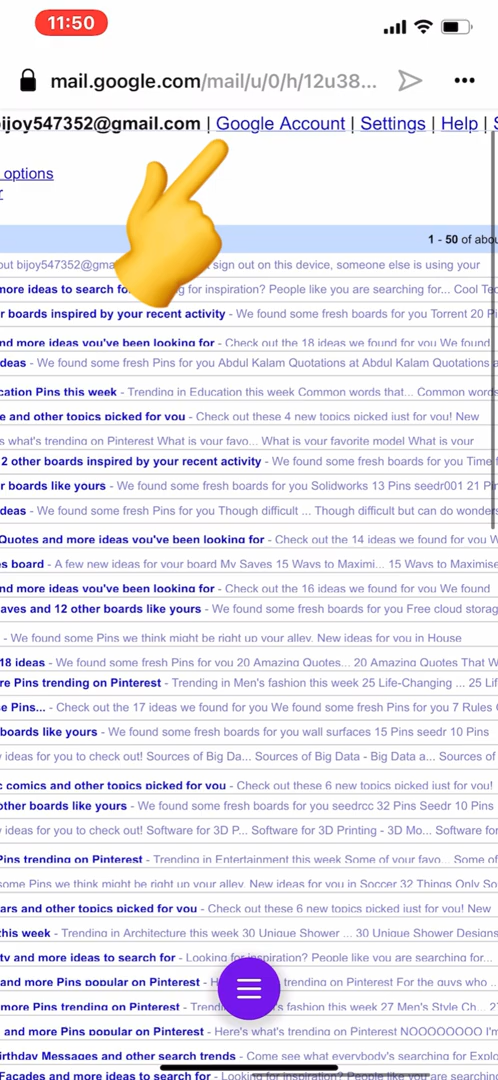 11:50
mail.google.com/mail/u/0/h/12u38...
ijoy547352@gmail.com | Google Account | Settings | Help | S
options
r
1 - 50 of abou
out bijoy547352@gma sign out on this device, someone else is using your
more ideas to search fo g for inspiration? People like you are searching for... Cool Tec
r boards inspired by your recent activity - We found some fresh boards for you Torrent 20 Pi
nd more ideas you've been looking for - Check out the 18 ideas we found for you We found
deas - We found some fresh Pins for you Abdul Kalam Quotations at Abdul Kalam Quotations a
cation Pins this week - Trending in Education this week Common words that... Common words
e and other topics picked for you - Check out these 4 new topics picked just for you! New
s what's trending on Pinterest What is your favo... What is your favorite model What is your
2 other boards inspired by your recent activity - We found some fresh boards for you Time f
r boards like yours - We found some fresh boards for you Solidworks 13 Pins seedr001 21 Pi
deas - We found some fresh Pins for you Though difficult ... Though difficult but can do wonders
Quotes and more ideas you've been looking for - Check out the 14 ideas we found for you W
es board - A few new ideas for your board My Saves 15 Ways to Maximi... 15 Ways to Maximise
nd more ideas you've been looking for - Check out the 16 ideas we found for you We found
aves and 12 other boards like yours - We found some fresh boards for you Free cloud storag
- We found some Pins we think might be right up your alley. New ideas for you in House
18 ideas - We found some fresh Pins for you 20 Amazing Quotes... 20 Amazing Quotes That W
re Pins trending on Pinterest - Trending in Men's fashion this week 25 Life-Changing ... 25 Lif
e Pins... - Check out the 17 ideas we found for you We found some fresh Pins for you 7 Rules (
boards like yours - We found some fresh boards for you wall surfaces 15 Pins seedr 10 Pins
w ideas for you to check out! Sources of Big Da... Sources of Big Data - Big Data a... Sources of
c comics and other topics picked for you - Check out these 6 new topics picked just for you!
other boards like yours - We found some fresh boards for you seedrcc 32 Pins Seedr 10 Pins
w ideas for you to check out! Software for 3D P... Software for 3D Printing - 3D Mo... Software for
Pins trending on Pinterest - Trending in Entertainment this week Some of your favo... Some of
some Pins we think might be right up your alley. New ideas for you in Soccer 32 Things Only So
ars and other topics picked for you - Check out these 6 new topics picked just for you! New
this week - Trending in Architecture this week 30 Unique Shower ... 30 Unique Shower Designs
tv and more ideas to search for - Looking for inspiration? People like you are searching for...
and more Pins popular on Pinterest - H trending on Pinterest For the guys who ...
more Pins trending on Pinterest - Trendi s fashion this week 27 Men's Style Ch... 27
and more Pins popular on Pinterest - Here's what's trending on Pinterest NOOOOOOOO I'm
irthday Messages and other search trends - Come see what everybody's searching for Explo
Facades and more ideas to search for - Looking for inspiration? People like you are searching for